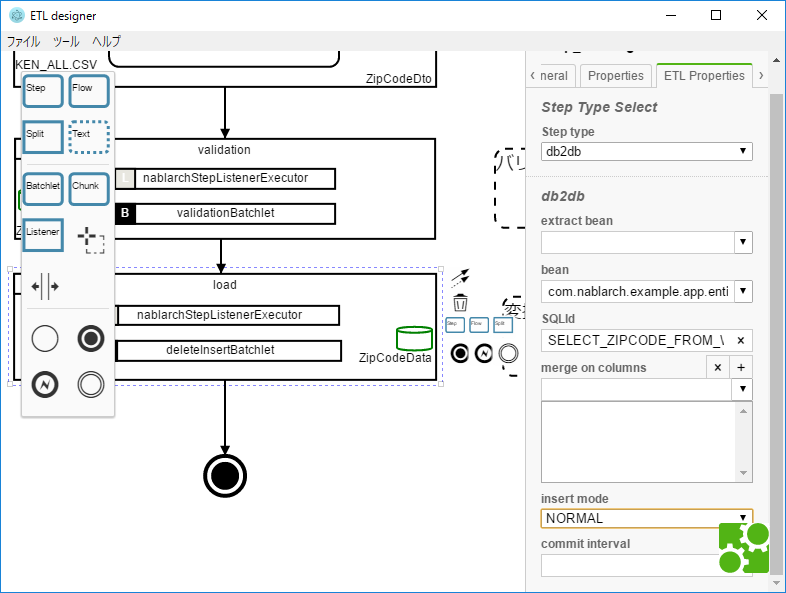 ETL designer
ファイル ツール ヘルプ
KEN_ALL.CSV
ZipCodeDto
Step
Flow
Split
Text
Batchlet
Chunk
Listener
validation
nablarchStepListenerExecutor
B
validationBatchlet
バリ
load
nablarchStepListenerExecutor
deleteInsertBatchlet
ZipCodeData
変換
Step
Flow
Split
neral
Properties
ETL Properties
Step Type Select
Step type
db2db
db2db
extract bean
bean
com.nablarch.example.app.enti
SQLId
SELECT_ZIPCODE_FROM_\
merge on columns
insert mode
NORMAL
commit interval